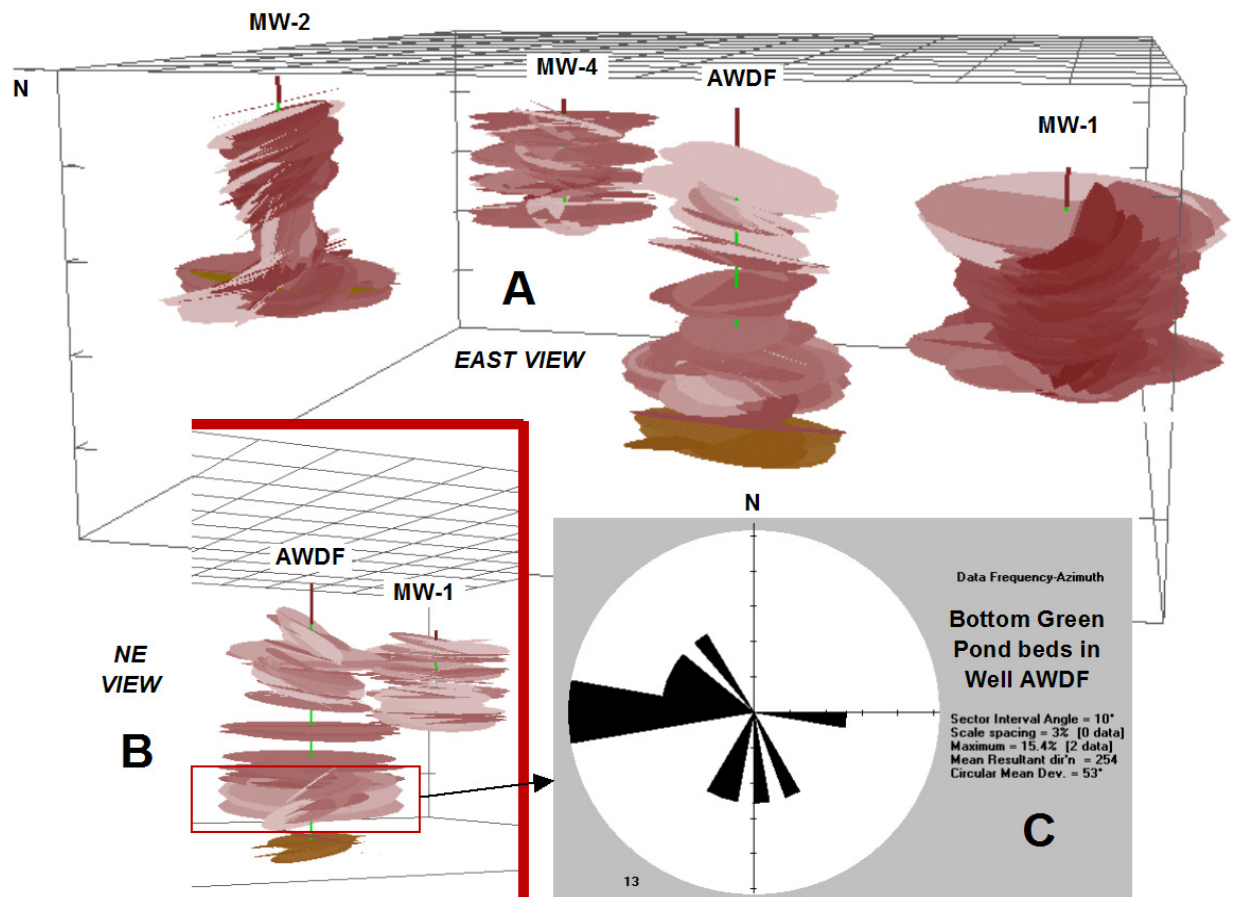 MW-2
N
MW-4
AWDF
MW-1
A
EAST VIEW
AWDF
MW-1
NE
VIEW
B
N
Data Frequency-Azimuth
Bottom Green
Pond beds in
Well AWDF
Sector Interval Angle = 10°
Scale spacing = 3% [0 data]
Maximum = 15.4% [2 data]
Mean Resultant dir'n = 254
Circular Mean Dev. = 53°
C
13